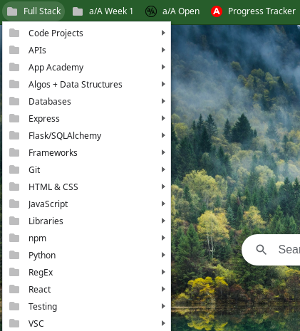 Full Stack a/A Week 1 a/A Open A Progress Tracker
Code Projects
APIs
App Academy
Algos + Data Structures
Databases
Express
Flask/SQLAlchemy
Frameworks
Git
HTML & CSS
JavaScript
Libraries
npm
Python
RegEx
React
Testing
VSC
Sear